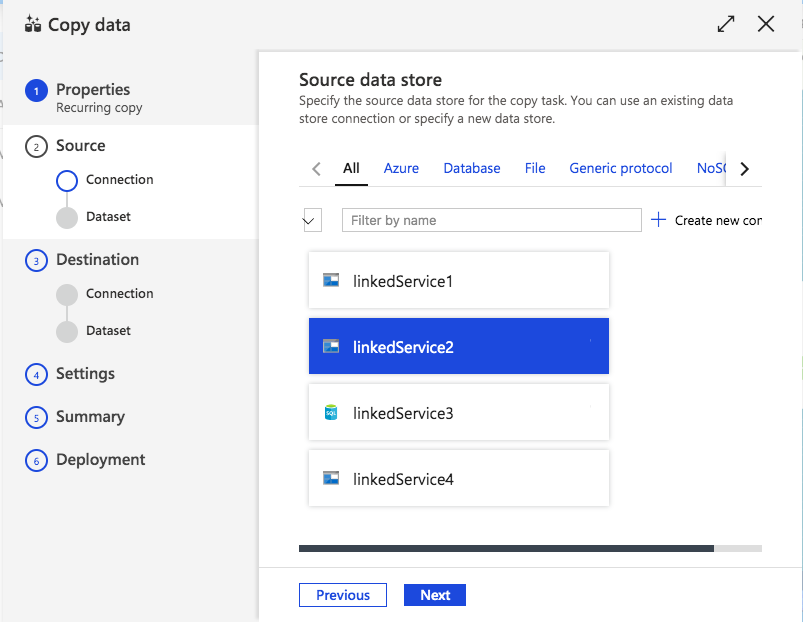 Copy data
1
Properties
Recurring copy
2
Source
Connection
Dataset
3
Destination
Connection
Dataset
4
Settings
5
Summary
6
Deployment
Source data store
Specify the source data store for the copy task. You can use an existing data
store connection or specify a new data store.
All Azure Database File Generic protocol NoS
Filter by name
Create new con
linkedService1
linkedService2
SQL linkedService3
linkedService4
Previous Next